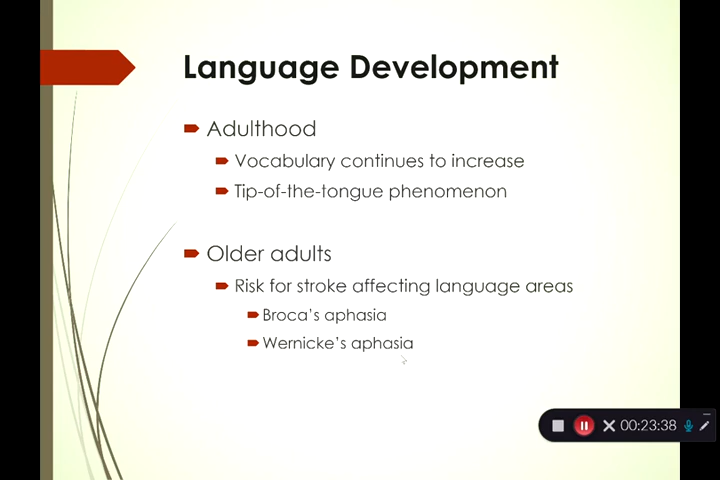 Language Development
Adulthood
Vocabulary continues to increase
Tip-of-the-tongue phenomenon
Older adults
Risk for stroke affecting language areas
Broca's aphasia
Wernicke's aphasia
00:23:38